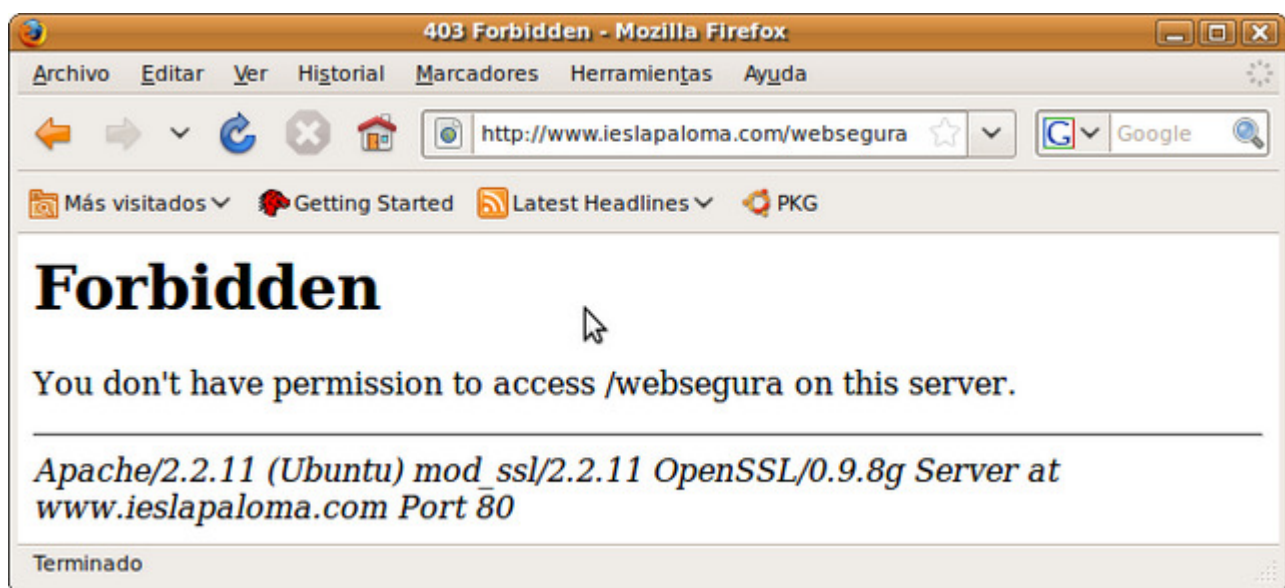 403 Forbidden - Mozilla Firefox
Archivo Editar Ver Historial Marcadores Herramientas Ayuda
http://www.ieslapaloma.com/websegura G Google
Más visitados Getting Started Latest Headlines PKG
Forbidden
You don't have permission to access /websegura on this server.
Apache/2.2.11 (Ubuntu) mod_ssl/2.2.11 OpenSSL/0.9.8g Server at
www.ieslapaloma.com Port 80
Terminado